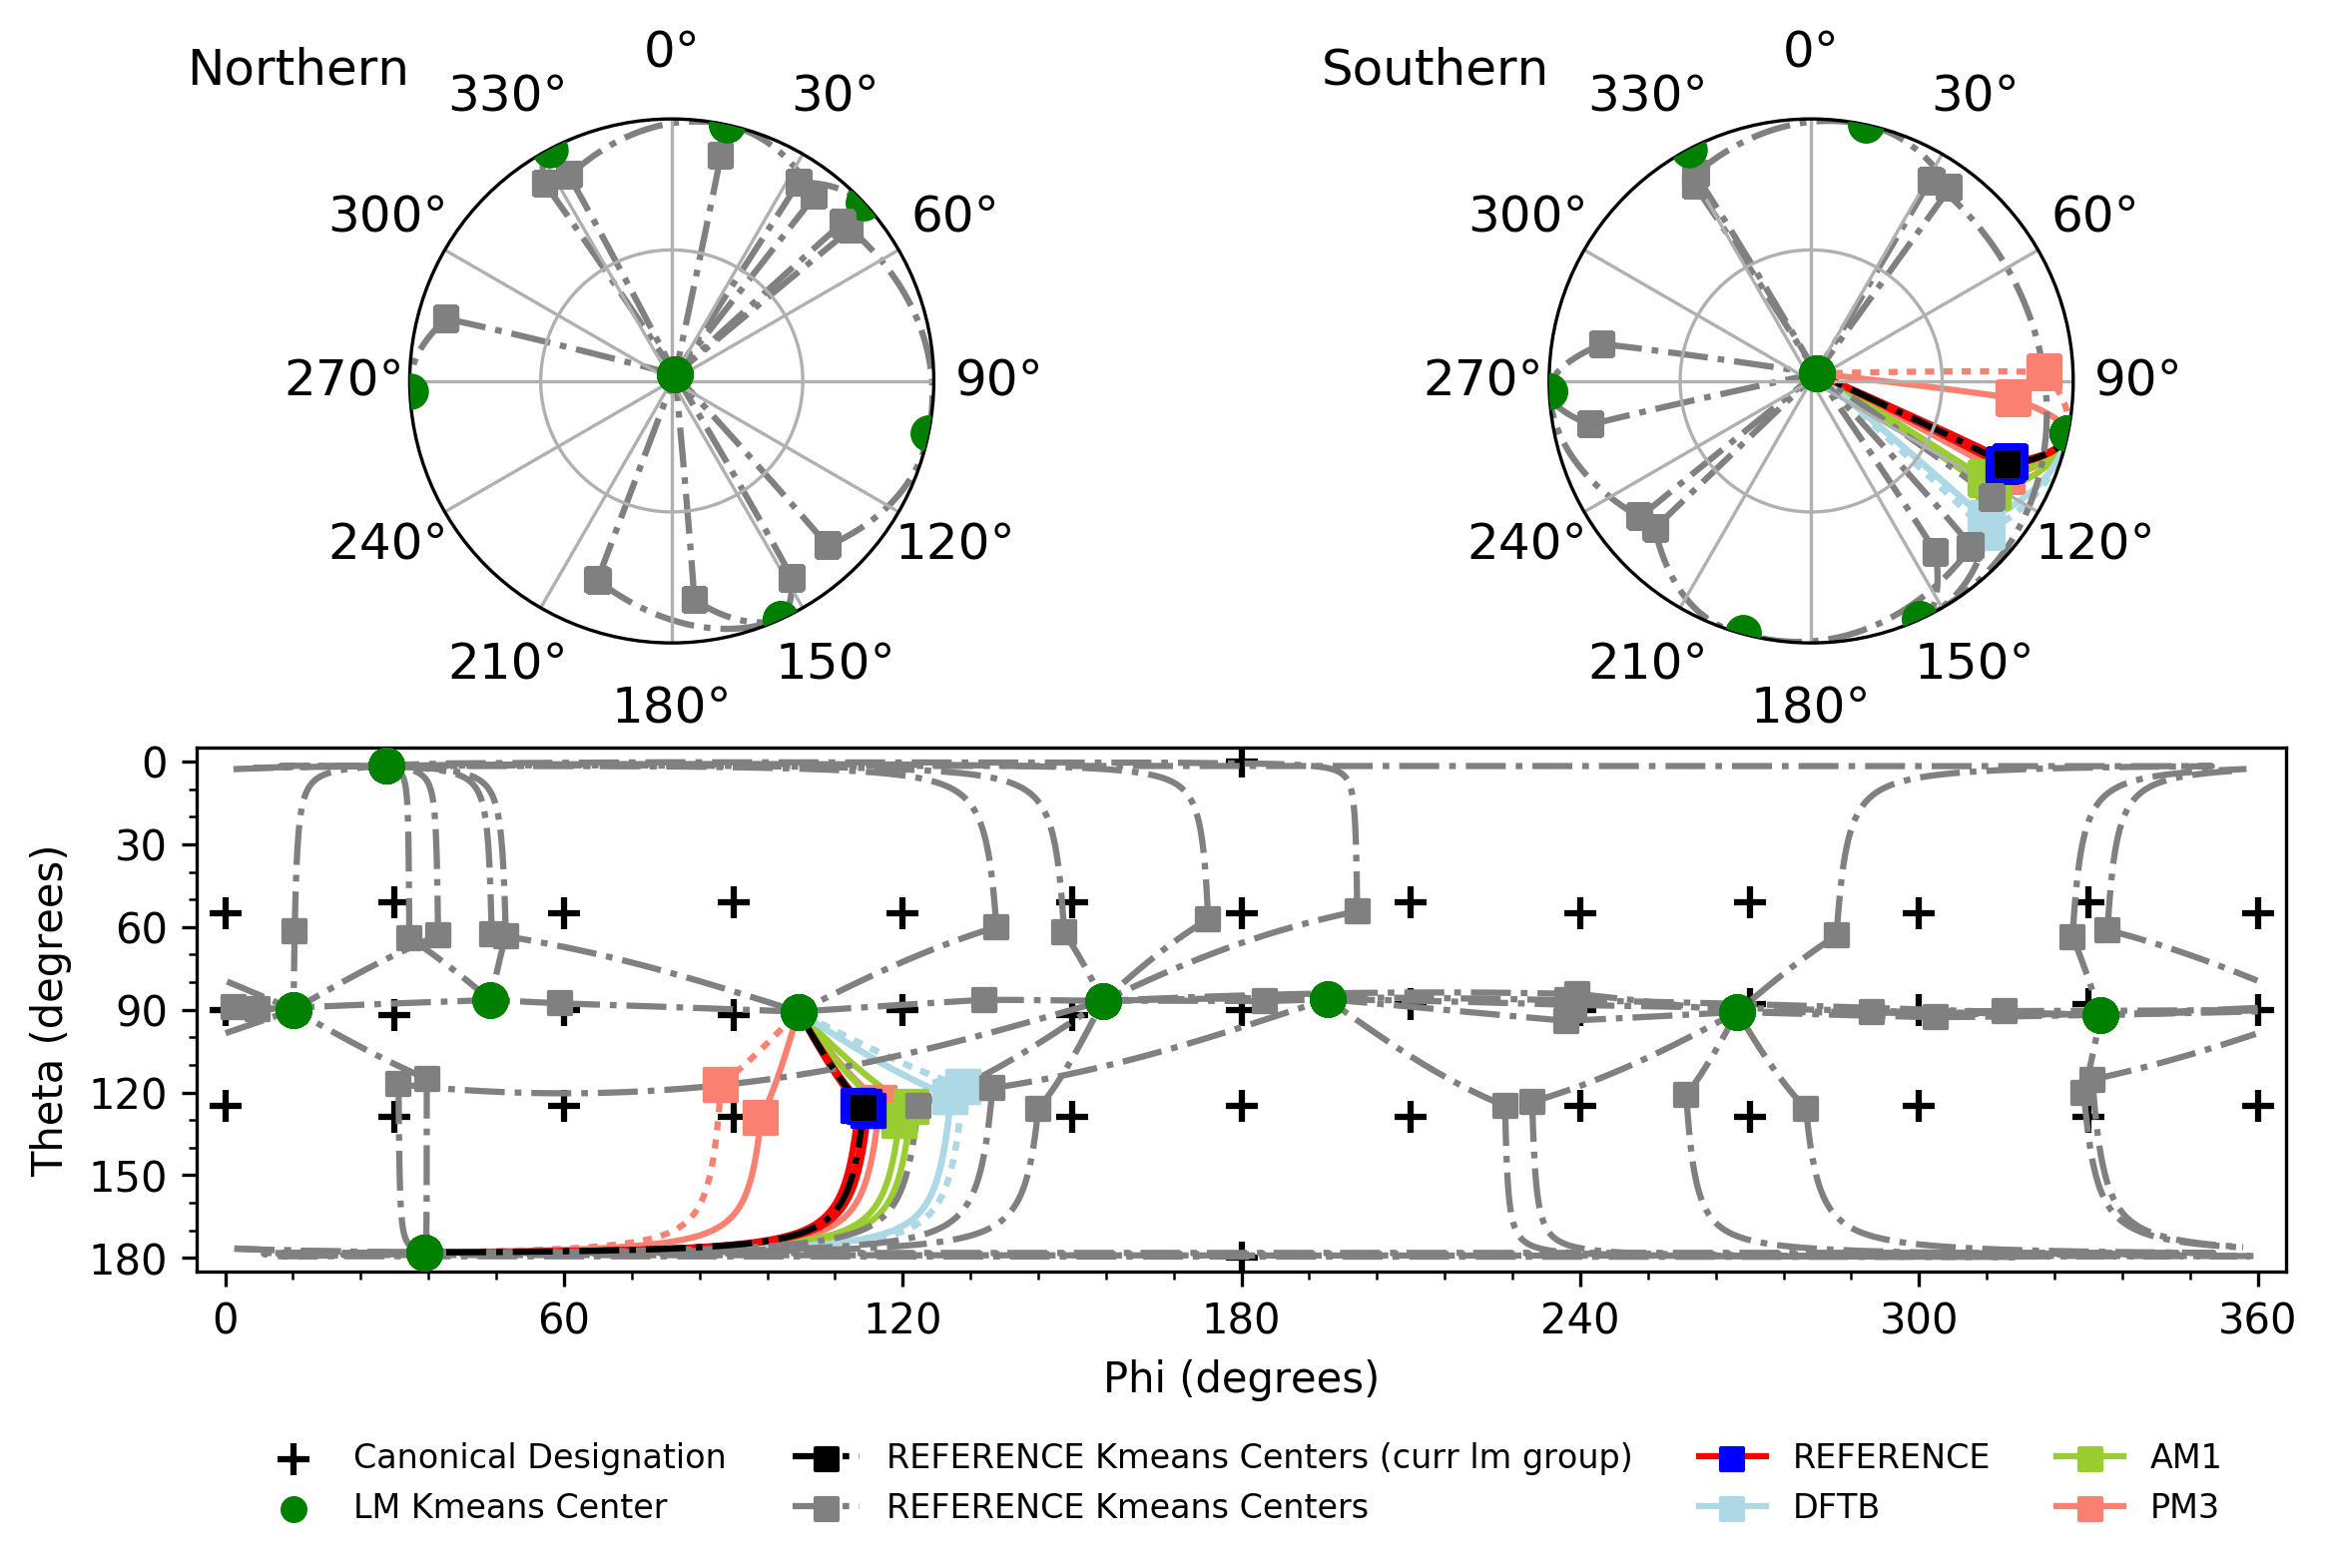 Northern
0°
30°
60°
90°
120°
150°
180°
210°
240°
270°
300°
330°
Southern
0°
30°
60°
90°
120°
150°
180°
210°
240°
270°
300°
330°
Theta (degrees)
0
30
60
90
120
150
180
0 60 120 180 240 300 360
Phi (degrees)
Canonical Designation
LM Kmeans Center
REFERENCE Kmeans Centers (curr lm group)
REFERENCE Kmeans Centers
REFERENCE
DFTB
AM1
PM3